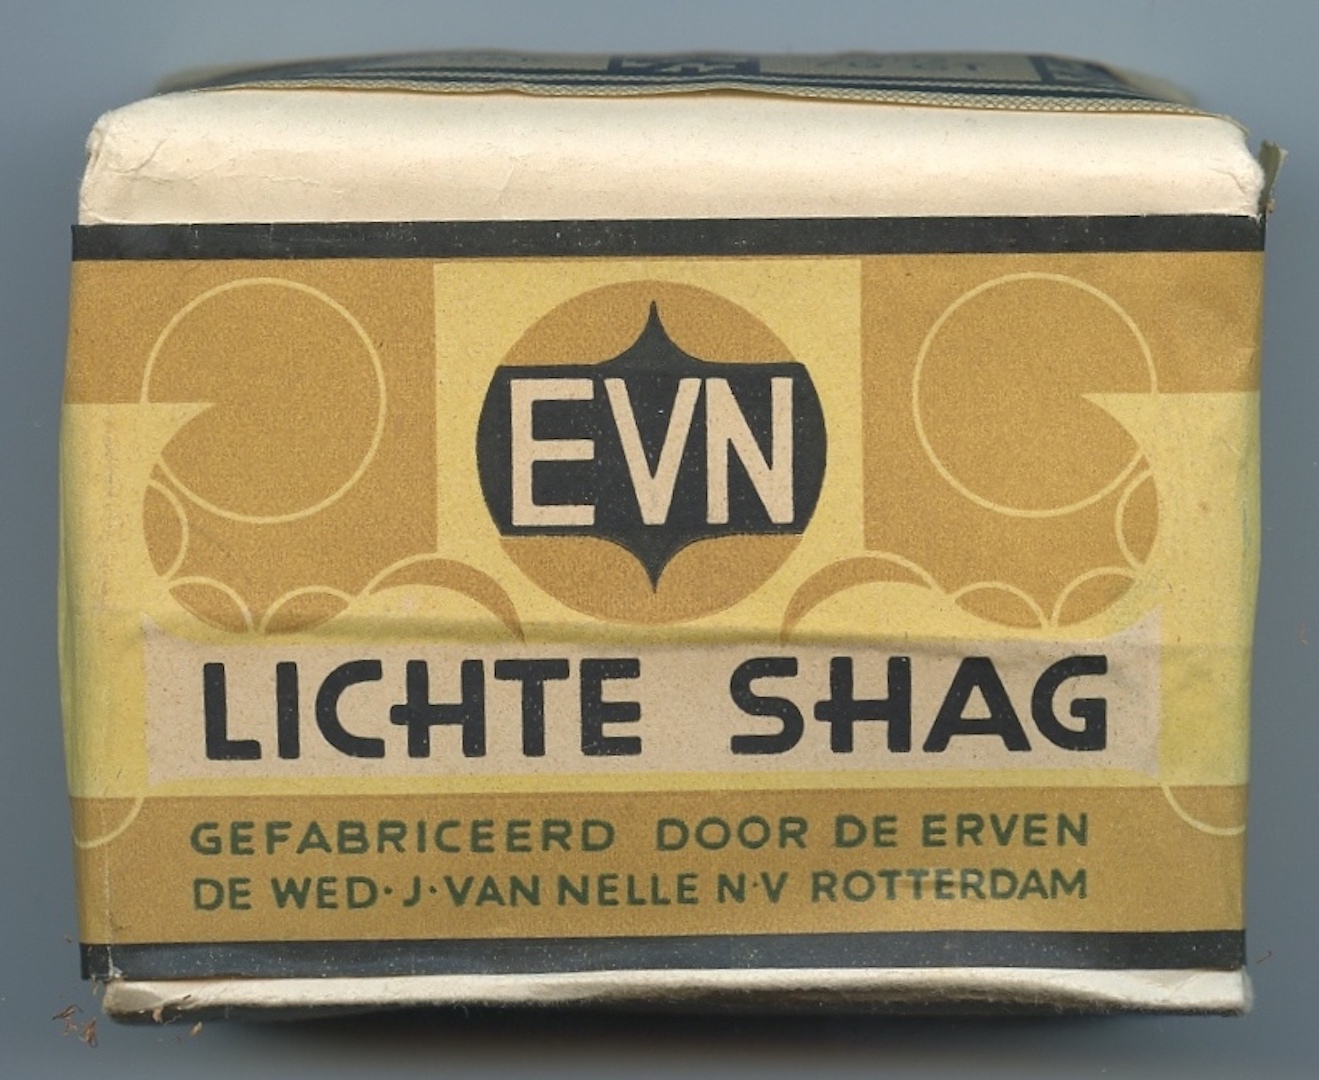 EVN
LICHTE SHAG
GEFABRICEERD DOOR DE ERVEN
DE WED·J·VAN NELLE N·V ROTTERDAM